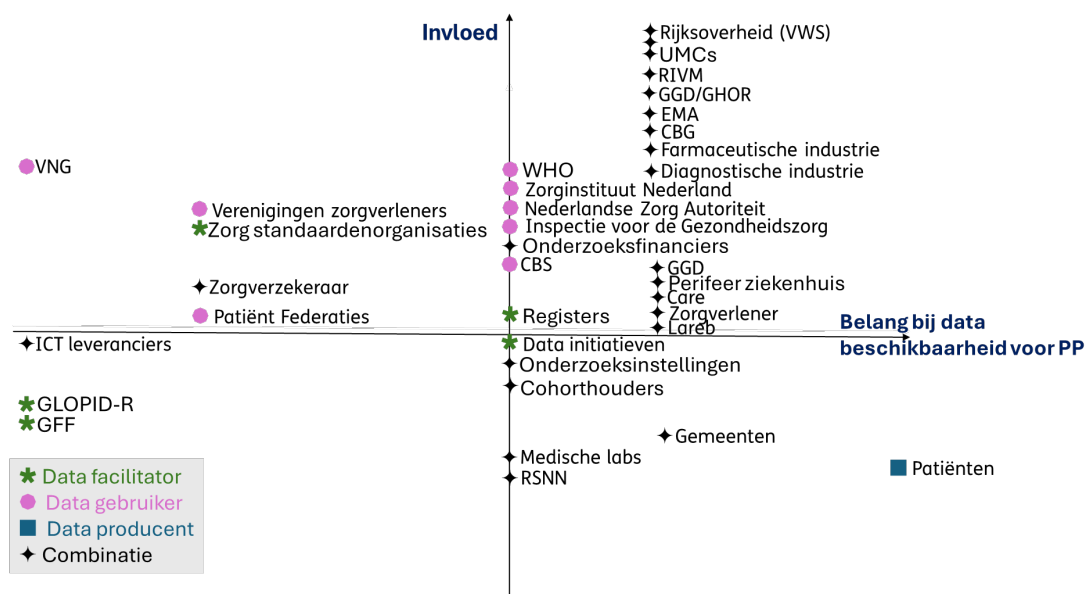 Invloed
Rijksoverheid (VWS)
UMCs
RIVM
GGD/GHOR
EMA
CBG
Farmaceutische industrie
Diagnostische industrie
VNG
WHO
Zorginstituut Nederland
Verenigingen zorgverleners
Nederlandse Zorg Autoriteit
Zorg standaardenorganisaties
Inspectie voor de Gezondheidszorg
Onderzoeksfinanciers
CBS
GGD
Perifeer ziekenhuis
Zorgverzekeraar
Care
Patiënt Federaties
Registers
Zorgverlener
Lareb
Belang bij data
beschikbaarheid voor PP
ICT leveranciers
Data initiatieven
Onderzoeksinstellingen
Cohorthouders
GLOPID-R
GFF
Gemeenten
Medische labs
RSNN
Patiënten
Data facilitator
Data gebruiker
Data producent
Combinatie